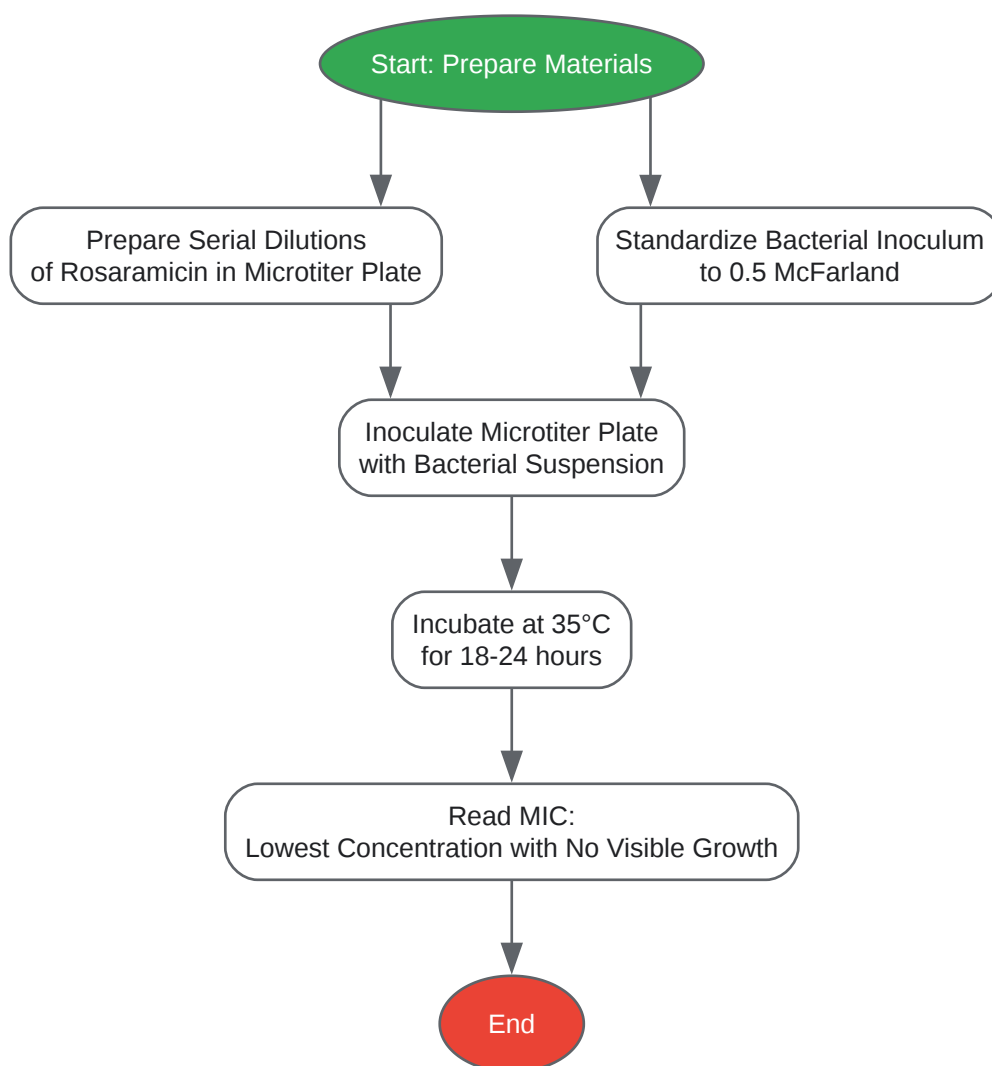 Start: Prepare Materials
Prepare Serial Dilutions
of Rosaramicin in Microtiter Plate
Standardize Bacterial Inoculum
to 0.5 McFarland
Inoculate Microtiter Plate
with Bacterial Suspension
Incubate at 35°C
for 18-24 hours
Read MIC:
Lowest Concentration with No Visible Growth
End